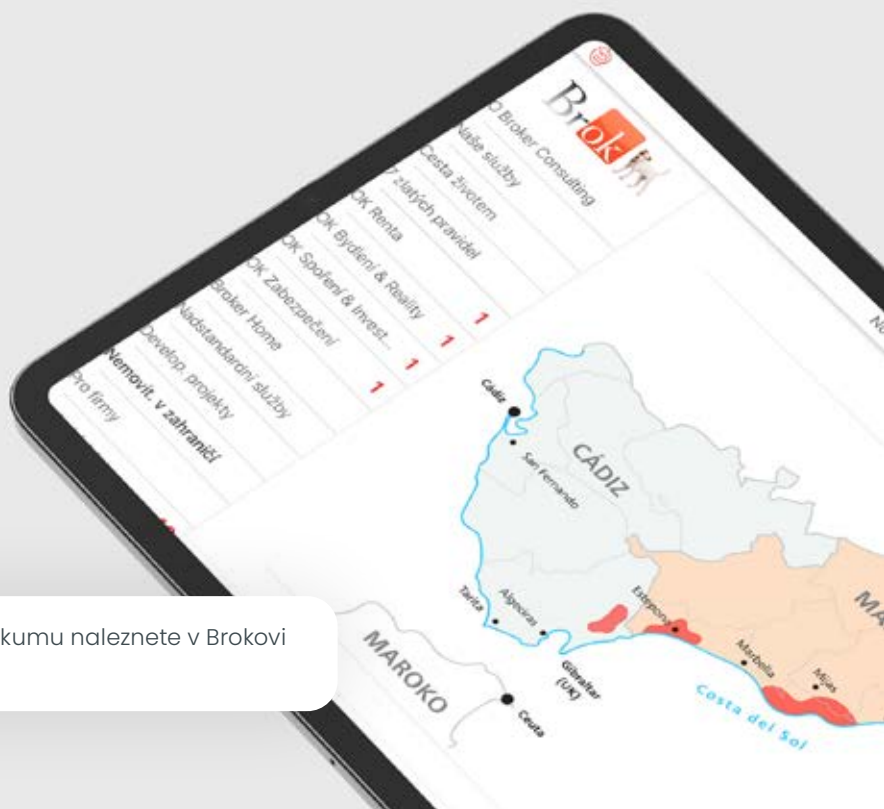 Brok
O Broker Consulting
Naše služby
Cesta životem
7 zlatých pravidel
OK Renta
OK Bydlení & Reality
1
OK Spoření & Invest...
1
OK Zabezpečení
1
Broker Home
1
Nadstandardní služby
Develop. projekty
Nemovit. v zahraničí
Pro firmy
Cádiz
San Fernando
CÁDIZ
Tarifa
Algeciras
Estepona
Marbella
Mijas
Gibraltar
(UK)
Costa del Sol
MAROKO
Ceuta
kumu naleznete v Brokovi